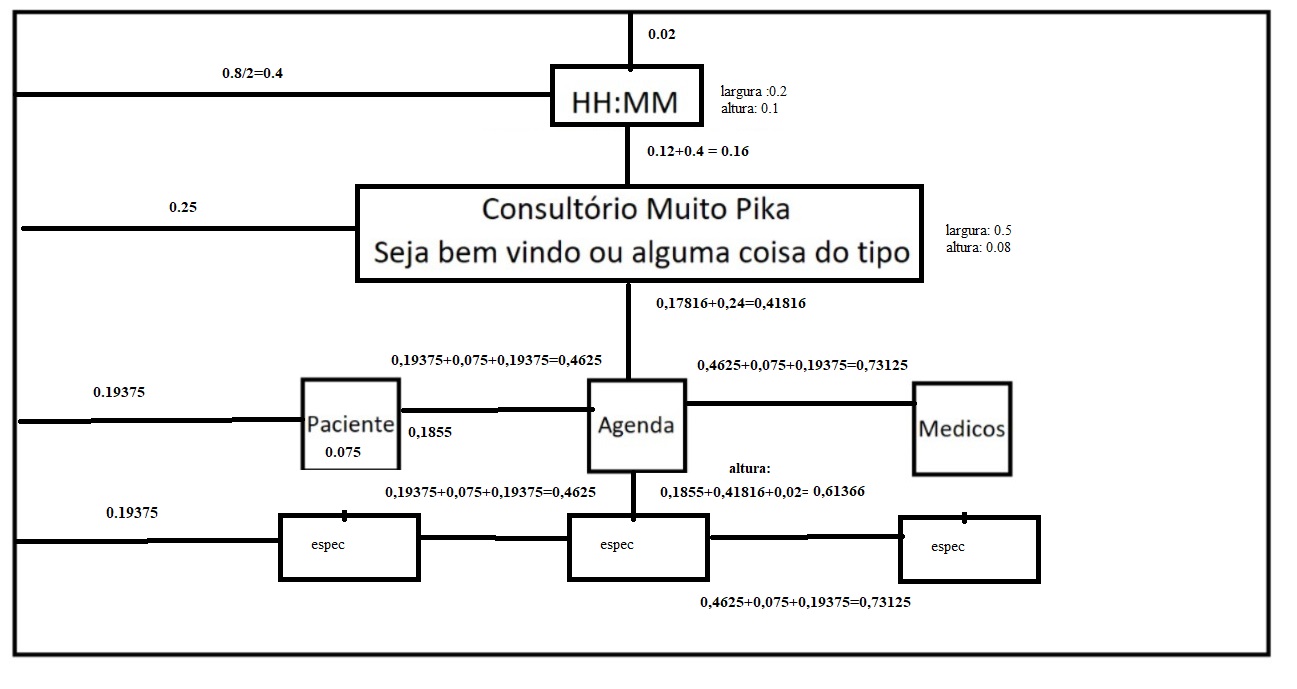 0.02
0.8/2=0.4
HH:MM
largura :0.2
altura: 0.1
0.12+0.4 = 0.16
0.25
Consultório Muito Pika
Seja bem vindo ou alguma coisa do tipo
largura: 0.5
altura: 0.08
0,17816+0,24=0,41816
0,19375+0,075+0,19375=0,4625
0,4625+0,075+0,19375=0,73125
0.19375
Paciente
0.075
0,1855
Agenda
Medicos
altura:
0,19375+0,075+0,19375=0,4625
0,1855+0,41816+0,02= 0,61366
0.19375
espec
espec
espec
0,4625+0,075+0,19375=0,73125